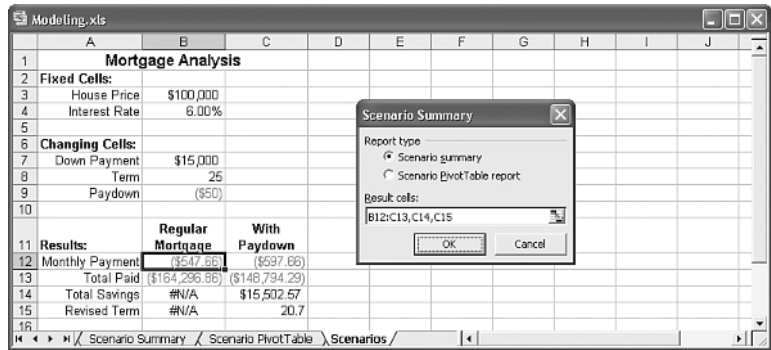 Modeling.xls
A B C D E F G H I J
1 Mortgage Analysis
2 Fixed Cells:
3 House Price $100,000
4 Interest Rate 6.00%
5
6 Changing Cells:
7 Down Payment $15,000
8 Term 25
9 Paydown ($50)
10
11 Results: Regular Mortgage With Paydown
12 Monthly Payment ($547.66) ($597.66)
13 Total Paid ($164,296.86) ($148,794.29)
14 Total Savings #N/A $15,502.57
15 Revised Term #N/A 20.7
16
Scenario Summary
Report type
Scenario summary
Scenario PivotTable report
Result cells:
B12:C13,C14,C15
OK Cancel
Scenario Summary Scenario PivotTable Scenarios